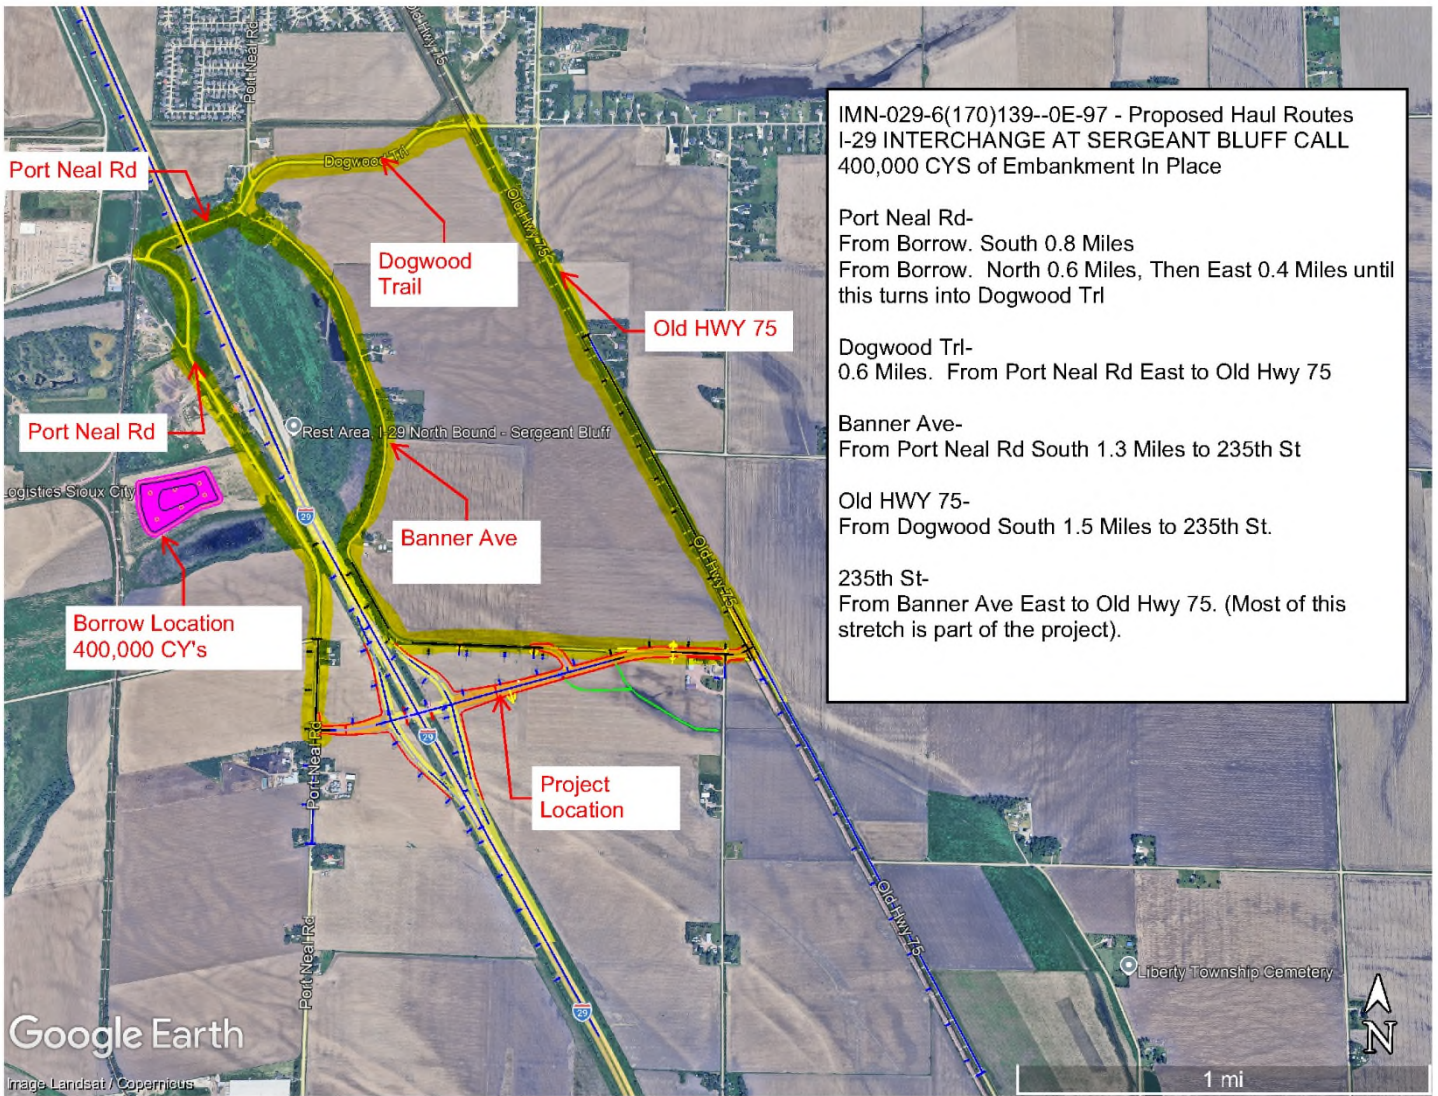 Old Hwy 75
Port Neal Rd
IMN-029-6(170)139--0E-97 - Proposed Haul Routes
I-29 INTERCHANGE AT SERGEANT BLUFF CALL
400,000 CYS of Embankment In Place
Port Neal Rd-
From Borrow. South 0.8 Miles
From Borrow.  North 0.6 Miles, Then East 0.4 Miles until
this turns into Dogwood Trl
Dogwood Trl-
0.6 Miles.  From Port Neal Rd East to Old Hwy 75
Banner Ave-
From Port Neal Rd South 1.3 Miles to 235th St
Old HWY 75-
From Dogwood South 1.5 Miles to 235th St.
235th St-
From Banner Ave East to Old Hwy 75. (Most of this
stretch is part of the project).
Port Neal Rd
Dogwood Trl
Old Hwy 75
Dogwood
Trail
Old HWY 75
Port Neal Rd
Rest Area, I-29 North Bound - Sergeant Bluff
ogistics Sioux City
29
Banner Ave
Old Hwy 75
Borrow Location
400,000 CY's
29
Port Neal Rd
Project
Location
Old Hwy 75
Port Neal Rd
Liberty Township Cemetery
29
N
Google Earth
Image Landsat / Copernicus
1 mi